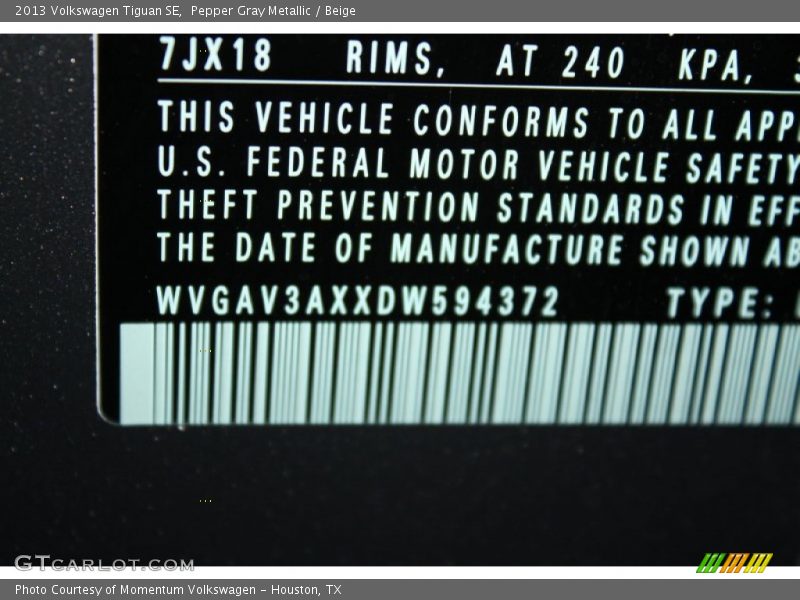 2013 Volkswagen Tiguan SE, Pepper Gray Metallic / Beige
7JX18 RIMS, AT 240 KPA,
THIS VEHICLE CONFORMS TO ALL
U.S. FEDERAL MOTOR VEHICLE SAFETY
THEFT PREVENTION STANDARDS IN
THE DATE OF MANUFACTURE SHOWN
WVGAV3AXXDW594372 TYPE:
GTCARLOT.COM
Photo Courtesy of Momentum Volkswagen - Houston, TX